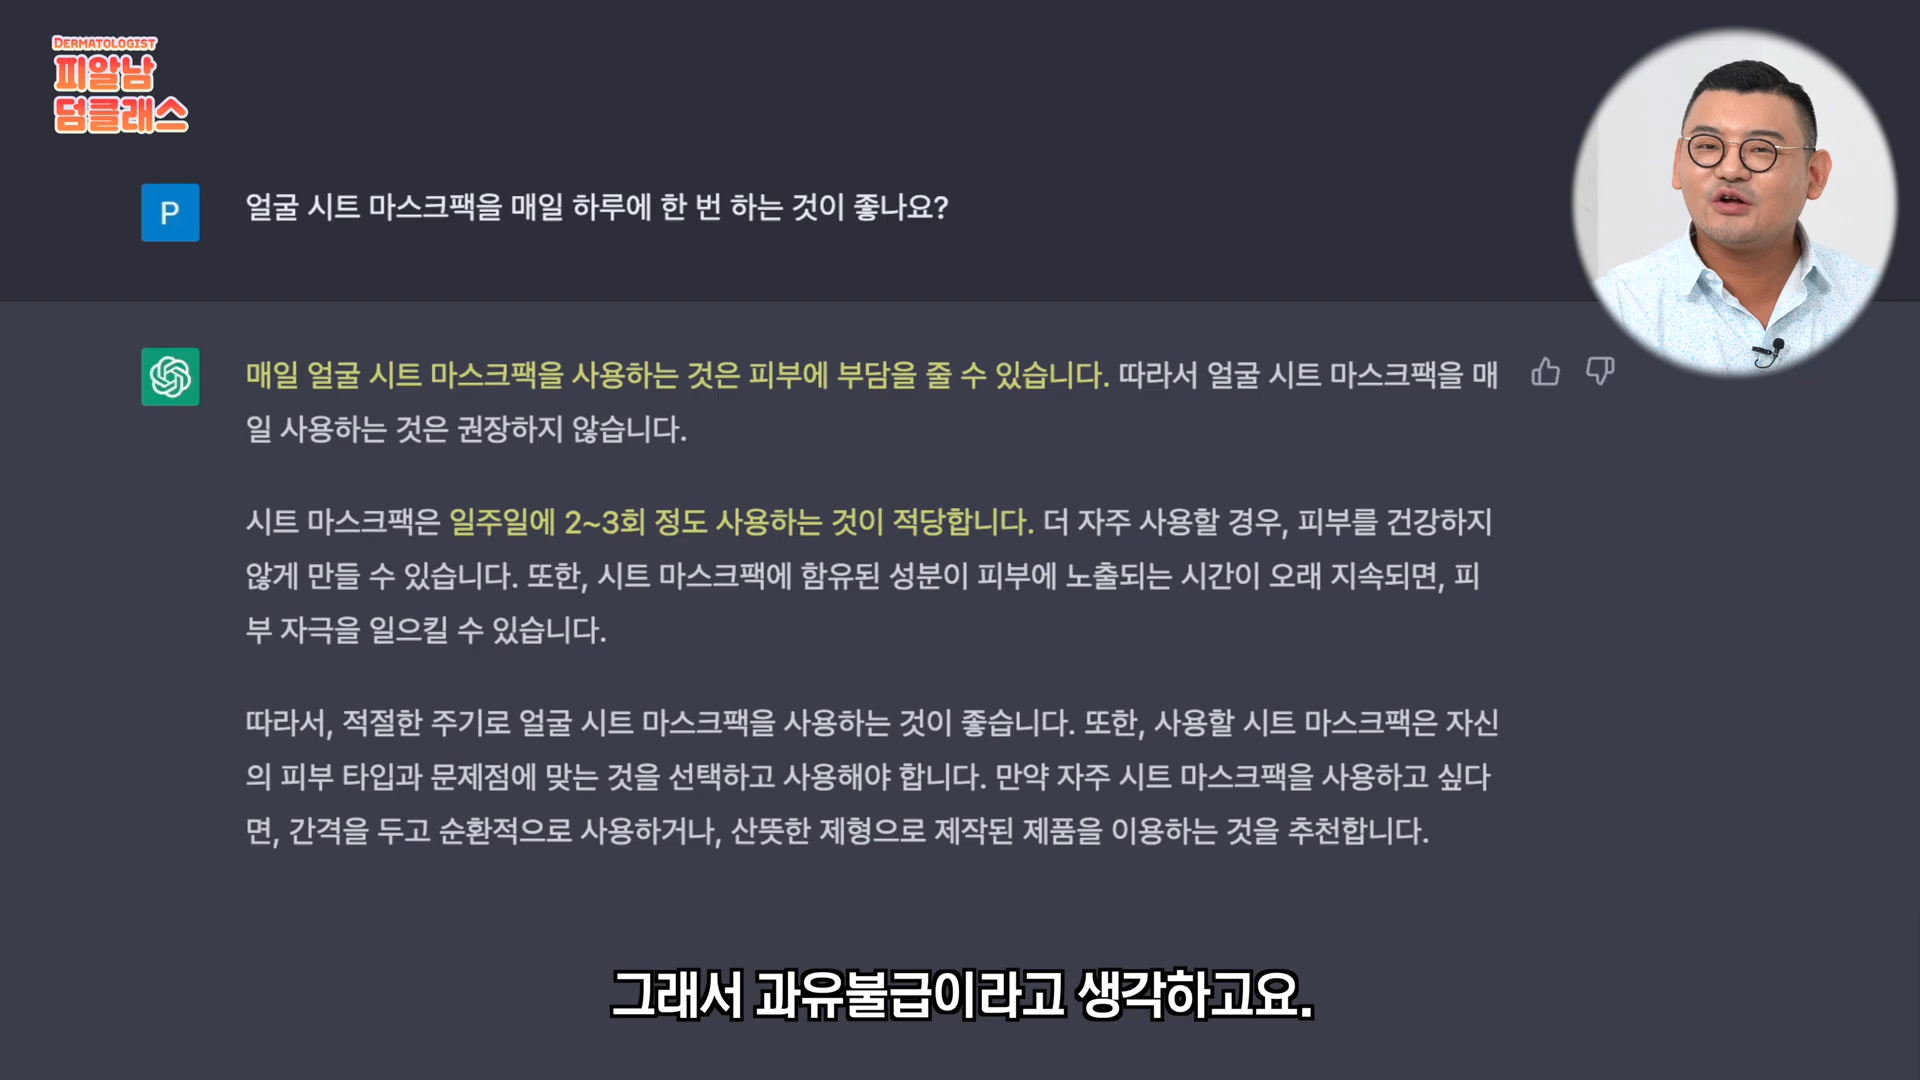 DERMATOLOGIST
피알남
덤클래스
P
얼굴 시트 마스크팩을 매일 하루에 한 번 하는 것이 좋나요?
매일 얼굴 시트 마스크팩을 사용하는 것은 피부에 부담을 줄 수 있습니다. 따라서 얼굴 시트 마스크팩을 매
일 사용하는 것은 권장하지 않습니다.
시트 마스크팩은 일주일에 2~3회 정도 사용하는 것이 적당합니다. 더 자주 사용할 경우, 피부를 건강하지
않게 만들 수 있습니다. 또한, 시트 마스크팩에 함유된 성분이 피부에 노출되는 시간이 오래 지속되면, 피
부 자극을 일으킬 수 있습니다.
따라서, 적절한 주기로 얼굴 시트 마스크팩을 사용하는 것이 좋습니다. 또한, 사용할 시트 마스크팩은 자신
의 피부 타입과 문제점에 맞는 것을 선택하고 사용해야 합니다. 만약 자주 시트 마스크팩을 사용하고 싶다
면, 간격을 두고 순환적으로 사용하거나, 산뜻한 제형으로 제작된 제품을 이용하는 것을 추천합니다.
그래서 과유불급이라고 생각하고요.